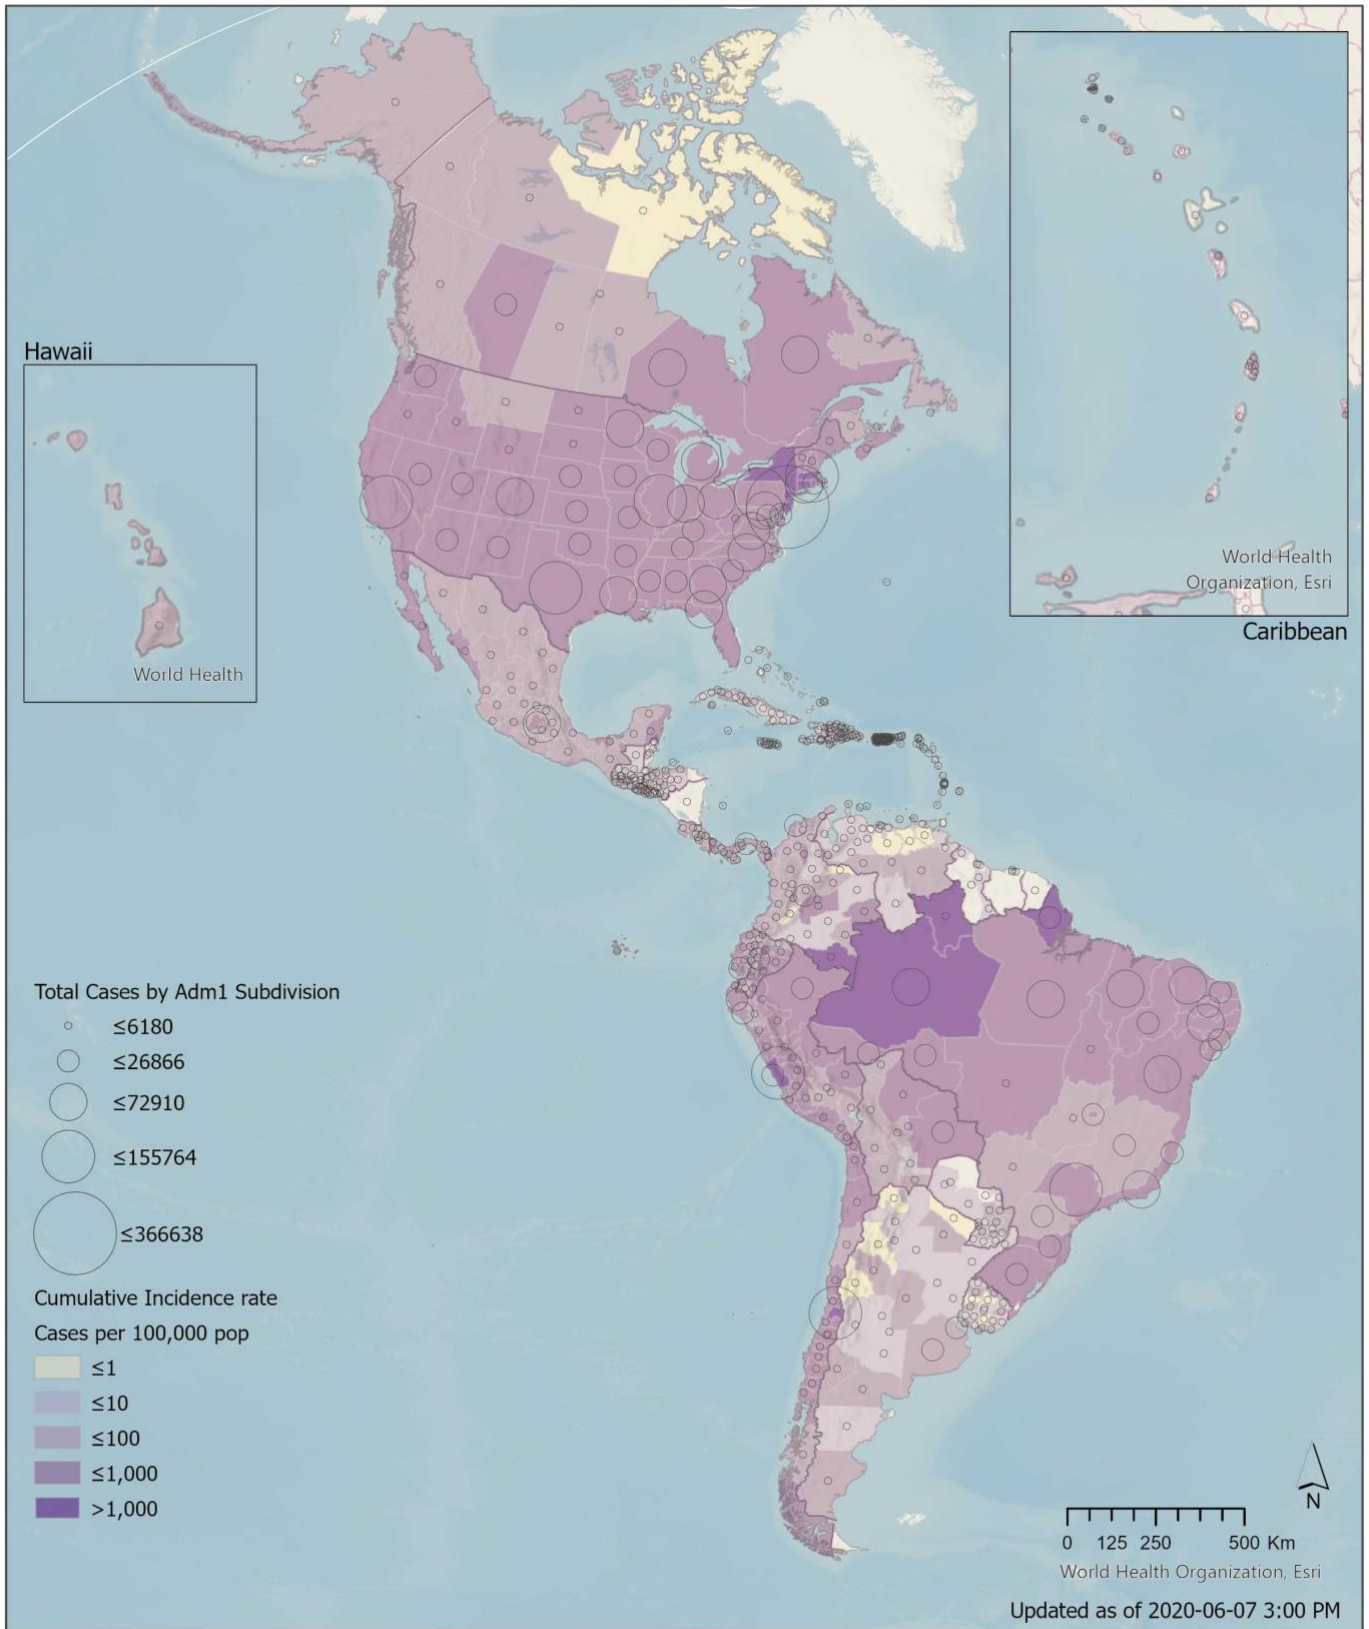 Hawaii
World Health
World Health
Organization, Esri
Caribbean
Total Cases by Adm1 Subdivision
≤6180
≤26866
≤72910
≤155764
≤366638
Cumulative Incidence rate
Cases per 100,000 pop
≤1
≤10
≤100
≤1,000
>1,000
N
0 125 250 500 Km
World Health Organization, Esri
Updated as of 2020-06-07 3:00 PM